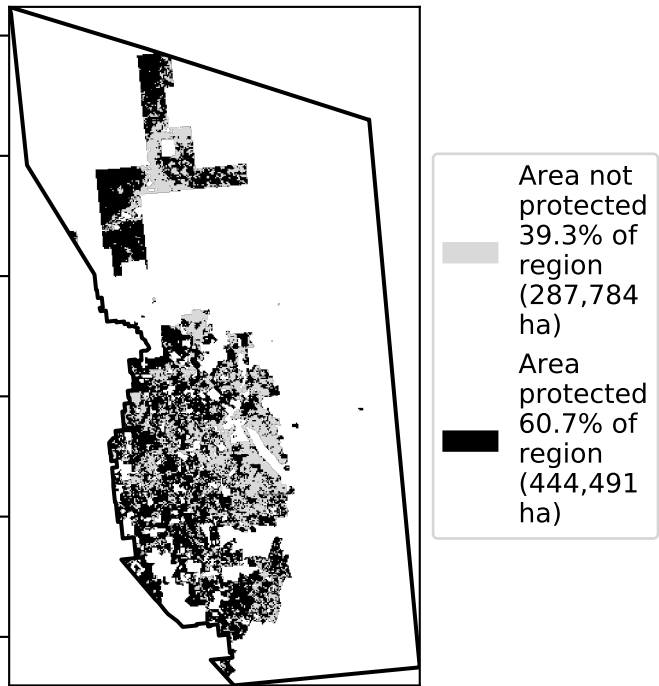 Area not
protected
39.3% of
region
(287,784
ha)
Area
protected
60.7% of
region
(444,491
ha)